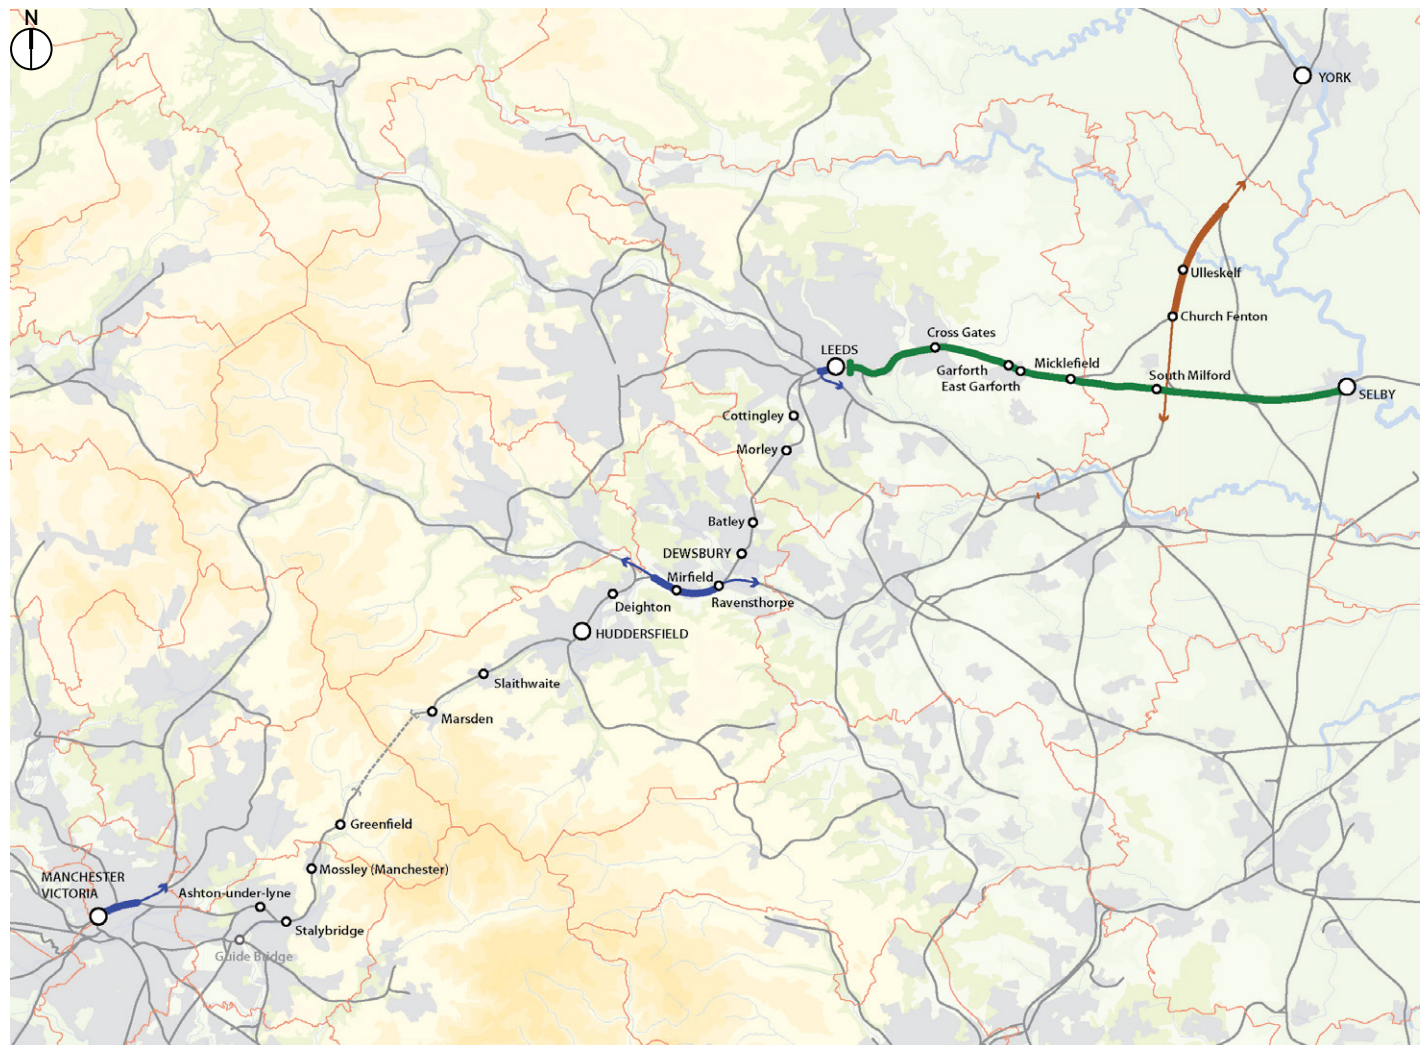 N
YORK
Ulleskelf
Church Fenton
Cross Gates
LEEDS
Garforth
Micklefield
East Garforth
South Milford
SELBY
Cottingley
Morley
Batley
DEWSBURY
Mirfield
Ravensthorpe
Deighton
HUDDERSFIELD
Slaithwaite
Marsden
Greenfield
Mossley (Manchester)
MANCHESTER
VICTORIA
Ashton-under-lyne
Stalybridge
Guide Bridge